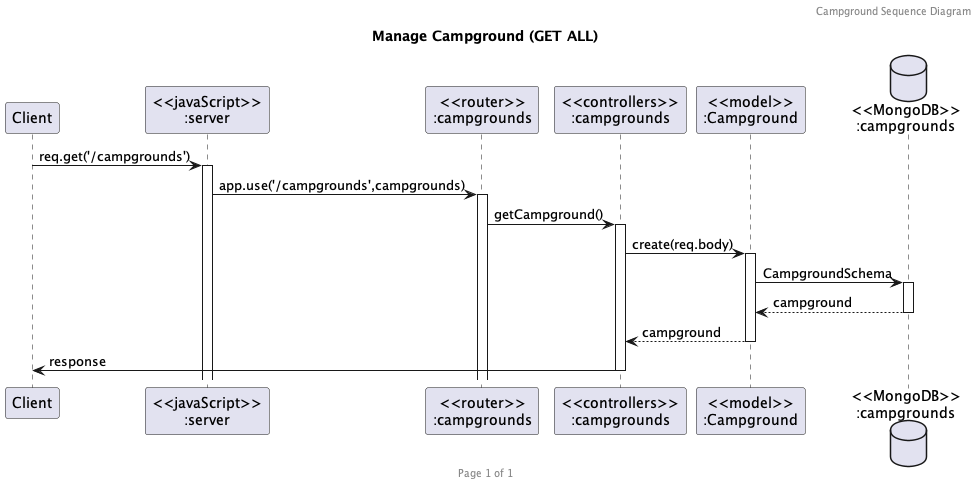 Campground Sequence Diagram
Manage Campground (GET ALL)
Client
<<javaScript>>
:server
<<router>>
:campgrounds
<<controllers>>
:campgrounds
<<model>>
:Campground
<<MongoDB>>
:campgrounds
req.get('/campgrounds')
app.use('/campgrounds',campgrounds)
getCampground()
create(req.body)
CampgroundSchema
campground
campground
response
Client
<<javaScript>>
:server
<<router>>
:campgrounds
<<controllers>>
:campgrounds
<<model>>
:Campground
<<MongoDB>>
:campgrounds
Page 1 of 1